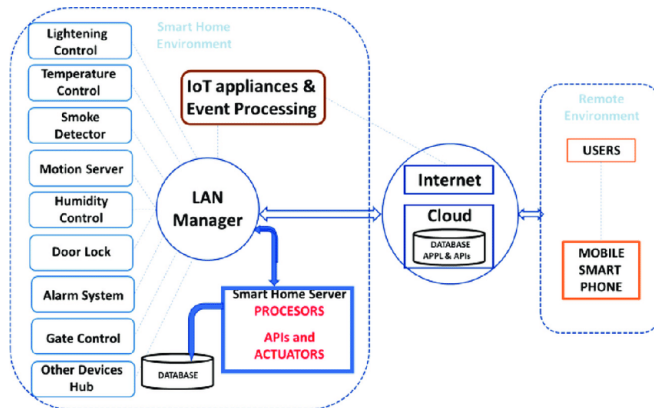 Lightening
Control
Temperature
Control
Smoke
Detector
Motion Server
Humidity
Control
Door Lock
Alarm System
Gate Control
Other Devices
Hub
Smart Home
Environment
IoT appliances &
Event Processing
LAN
Manager
Smart Home Server
PROCESORS
APIs and
ACTUATORS
DATABASE
Internet
Cloud
DATABASE
APPL & APIs
Remote
Environment
USERS
MOBILE
SMART
PHONE